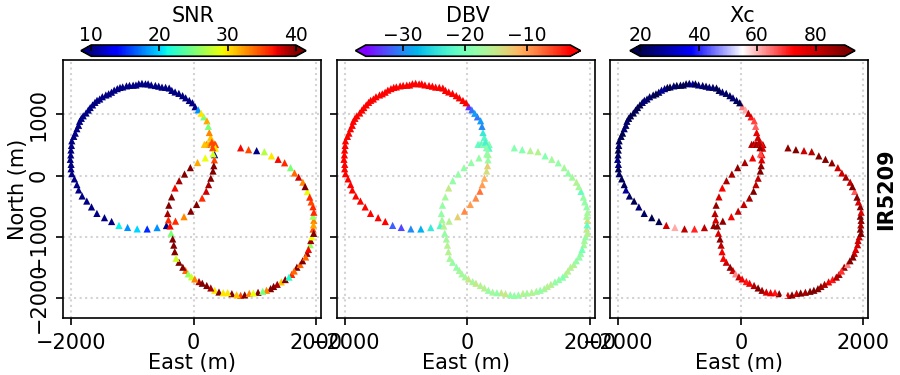 SNR DBV Xc
10 20 30 40 −30 −20 −10 20 40 60 80
North (m)
1000
0
−1000
−2000
IR5209
−2000 0 2000 −2000 0 2000 −2000 0 2000
East (m) East (m) East (m)